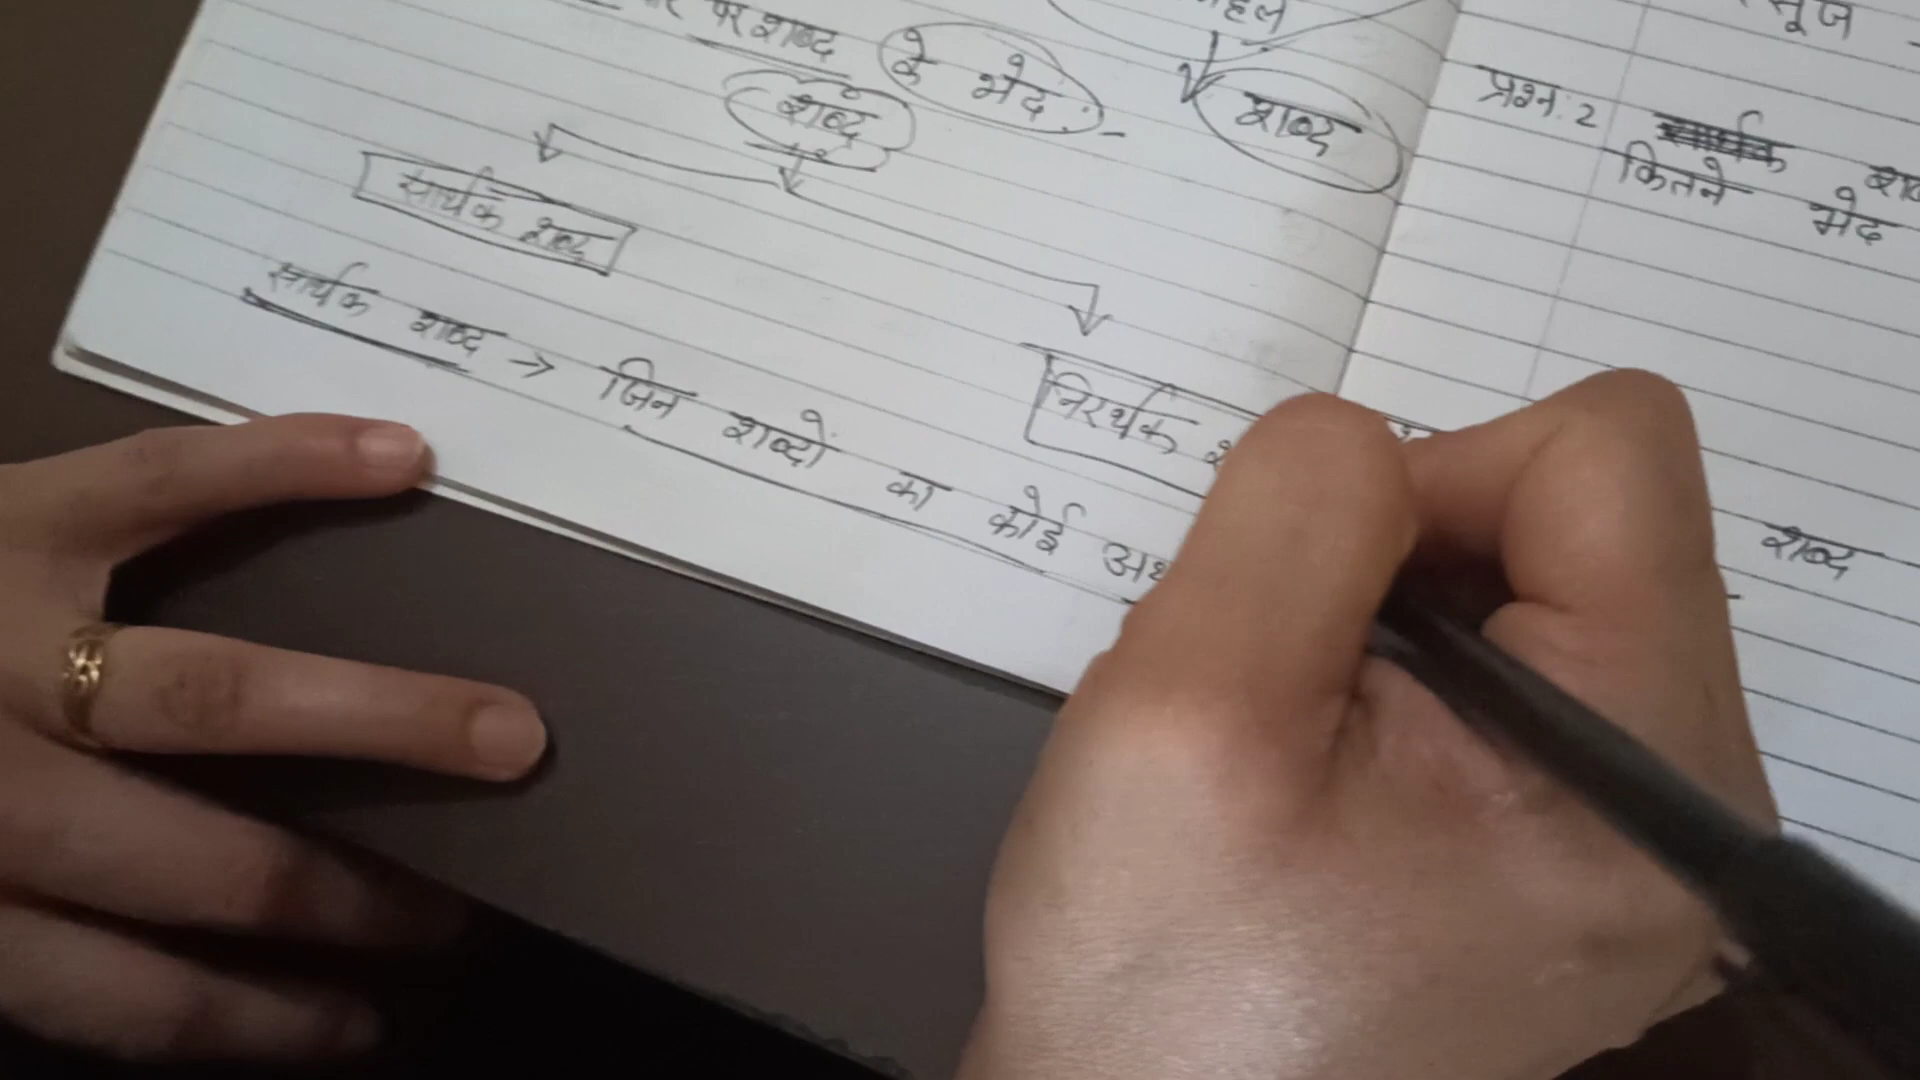 पर शब्द के भेद :-
शब्द
शब्द
सार्थक शब्द
निरर्थक
सार्थक शब्द → जिन शब्दों का कोई
प्रश्न:2
कितने भेद
शब्द